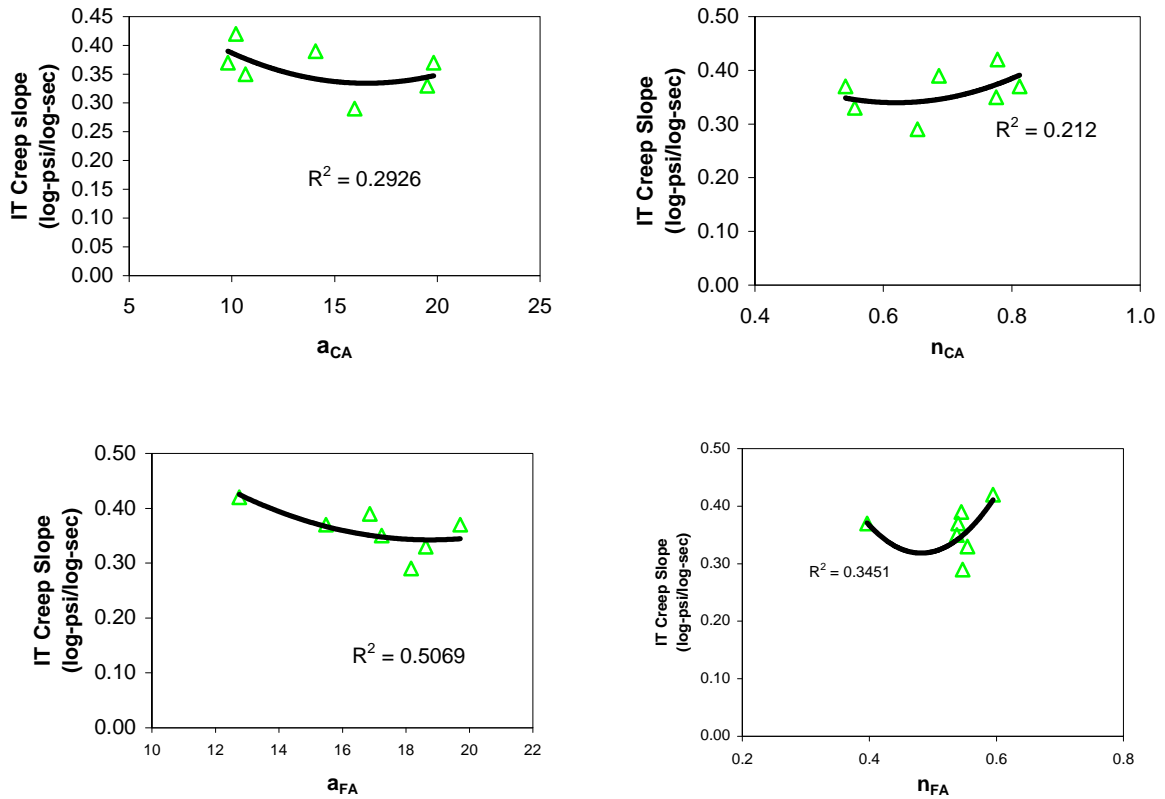 IT Creep slope
(log-psi/log-sec)
0.45
0.40
0.35
0.30
0.25
0.20
0.15
0.10
0.05
0.00
R² = 0.2926
5 10 15 20 25
aCA
IT Creep Slope
(log-psi/log-sec)
0.50
0.40
0.30
0.20
0.10
0.00
R² = 0.212
0.4 0.6 0.8 1.0
nCA
IT Creep Slope
(log-psi/log-sec)
0.50
0.40
0.30
0.20
0.10
0.00
R² = 0.5069
10 12 14 16 18 20 22
aFA
IT Creep Slope
(log-psi/log-sec)
0.50
0.40
0.30
0.20
0.10
0.00
R² = 0.3451
0.2 0.4 0.6 0.8
nFA